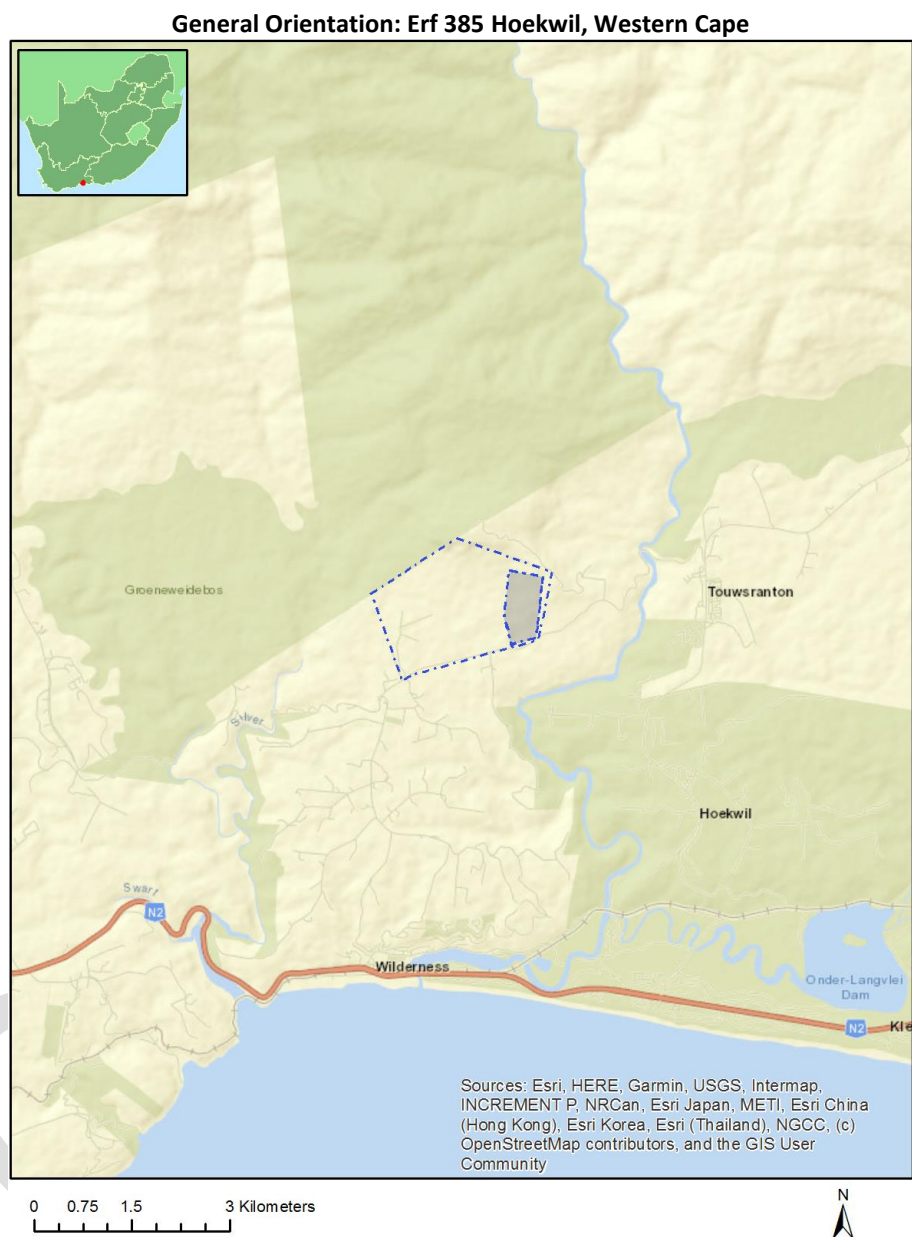 General Orientation: Erf 385 Hoekwil, Western Cape
Groeneweidebos
Touwsranton
Silver
Hoekwil
Swart
N2
Wilderness
Onder-Langvlei
Dam
N2
Kle
Sources: Esri, HERE, Garmin, USGS, Intermap,
INCREMENT P, NRCan, Esri Japan, METI, Esri China
(Hong Kong), Esri Korea, Esri (Thailand), NGCC, (c)
OpenStreetMap contributors, and the GIS User
Community
0 0.75 1.5 3 Kilometers
N